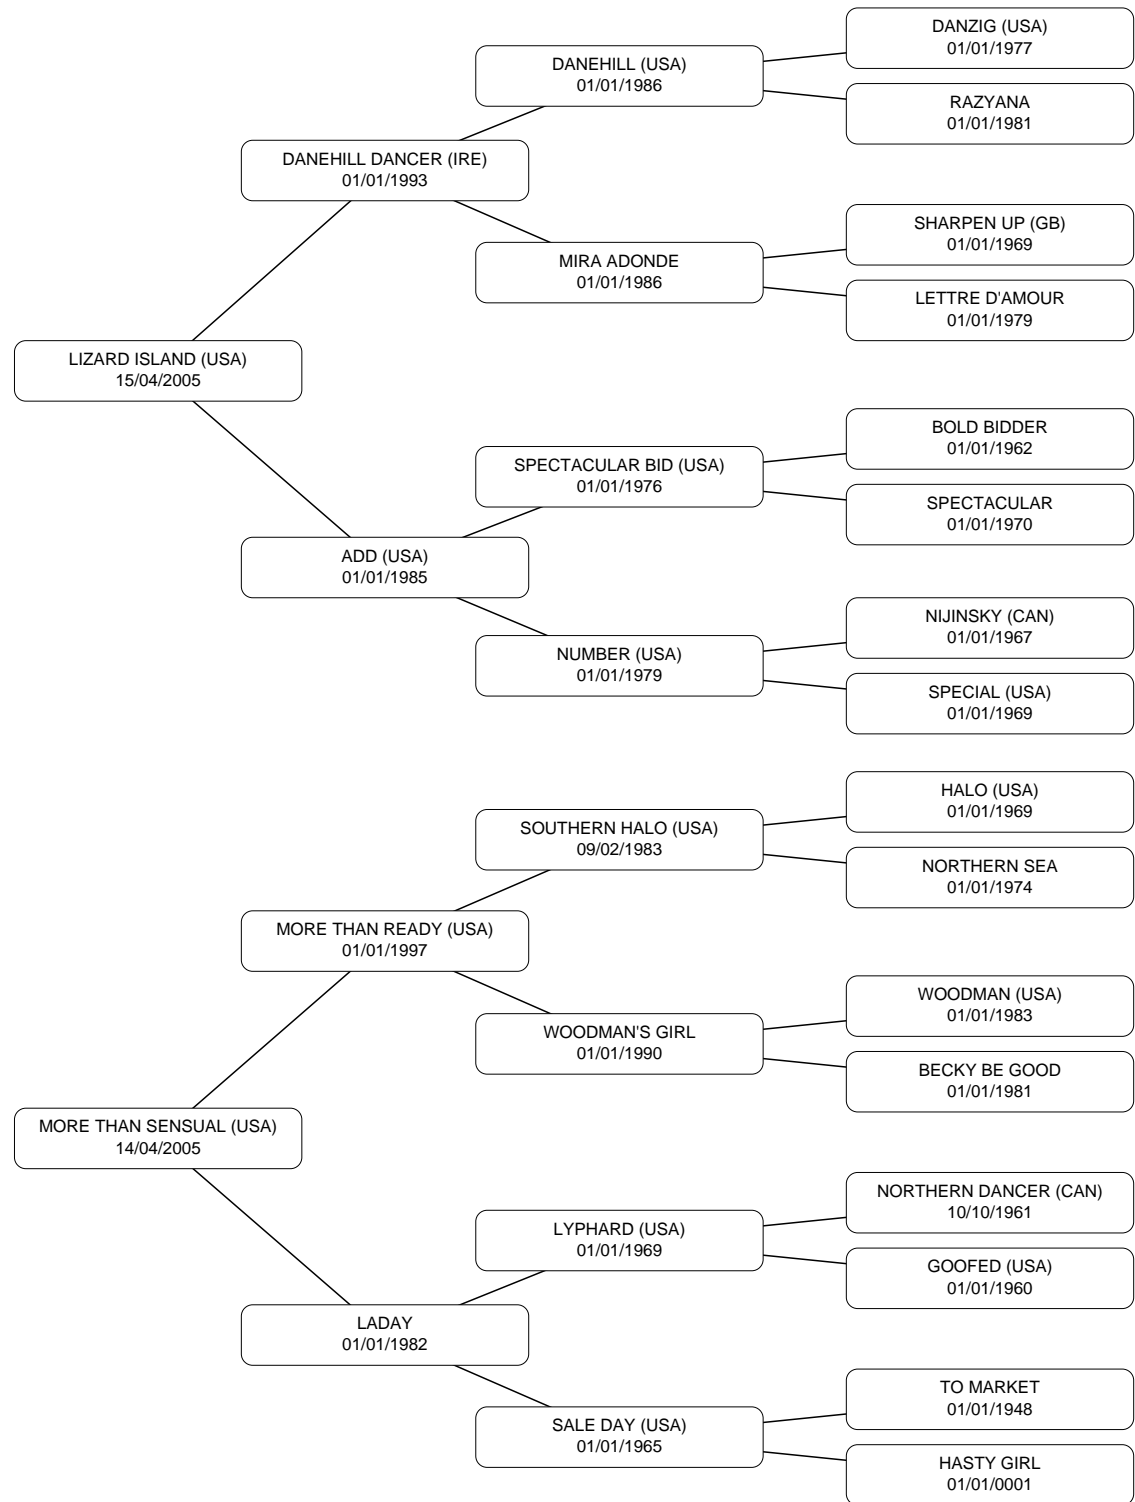 DANZIG (USA)
01/01/1977
DANEHILL (USA)
01/01/1986
RAZYANA
01/01/1981
DANEHILL DANCER (IRE)
01/01/1993
SHARPEN UP (GB)
01/01/1969
MIRA ADONDE
01/01/1986
LETTRE D'AMOUR
01/01/1979
LIZARD ISLAND (USA)
15/04/2005
BOLD BIDDER
01/01/1962
SPECTACULAR BID (USA)
01/01/1976
SPECTACULAR
01/01/1970
ADD (USA)
01/01/1985
NIJINSKY (CAN)
01/01/1967
NUMBER (USA)
01/01/1979
SPECIAL (USA)
01/01/1969
HALO (USA)
01/01/1969
SOUTHERN HALO (USA)
09/02/1983
NORTHERN SEA
01/01/1974
MORE THAN READY (USA)
01/01/1997
WOODMAN (USA)
01/01/1983
WOODMAN'S GIRL
01/01/1990
BECKY BE GOOD
01/01/1981
MORE THAN SENSUAL (USA)
14/04/2005
NORTHERN DANCER (CAN)
10/10/1961
LYPHARD (USA)
01/01/1969
GOOFED (USA)
01/01/1960
LADAY
01/01/1982
TO MARKET
01/01/1948
SALE DAY (USA)
01/01/1965
HASTY GIRL
01/01/0001